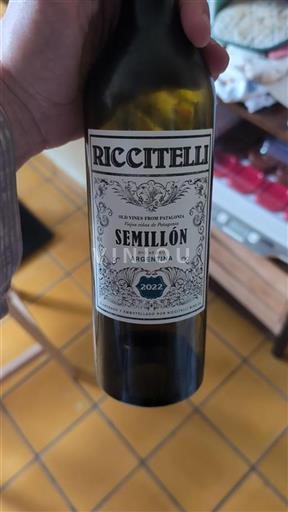 RICCITELLI
OLD VINES FROM PATAGONIA
Viejas viñas de Patagonia
SEMILLÓN
ARGENTINA
2022